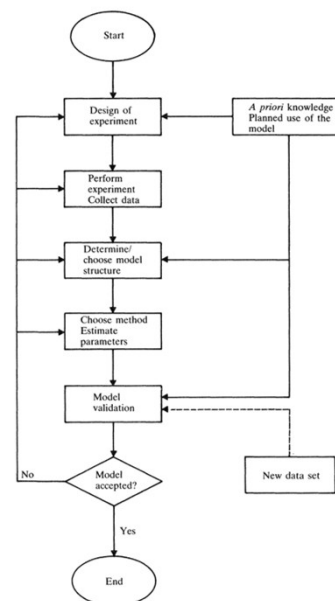 Start
Design of
experiment
A priori knowledge
Planned use of the
model
Perform
experiment
Collect data
Determine/
choose model
structure
Choose method
Estimate
parameters
Model
validation
New data set
No
Model
accepted?
Yes
End